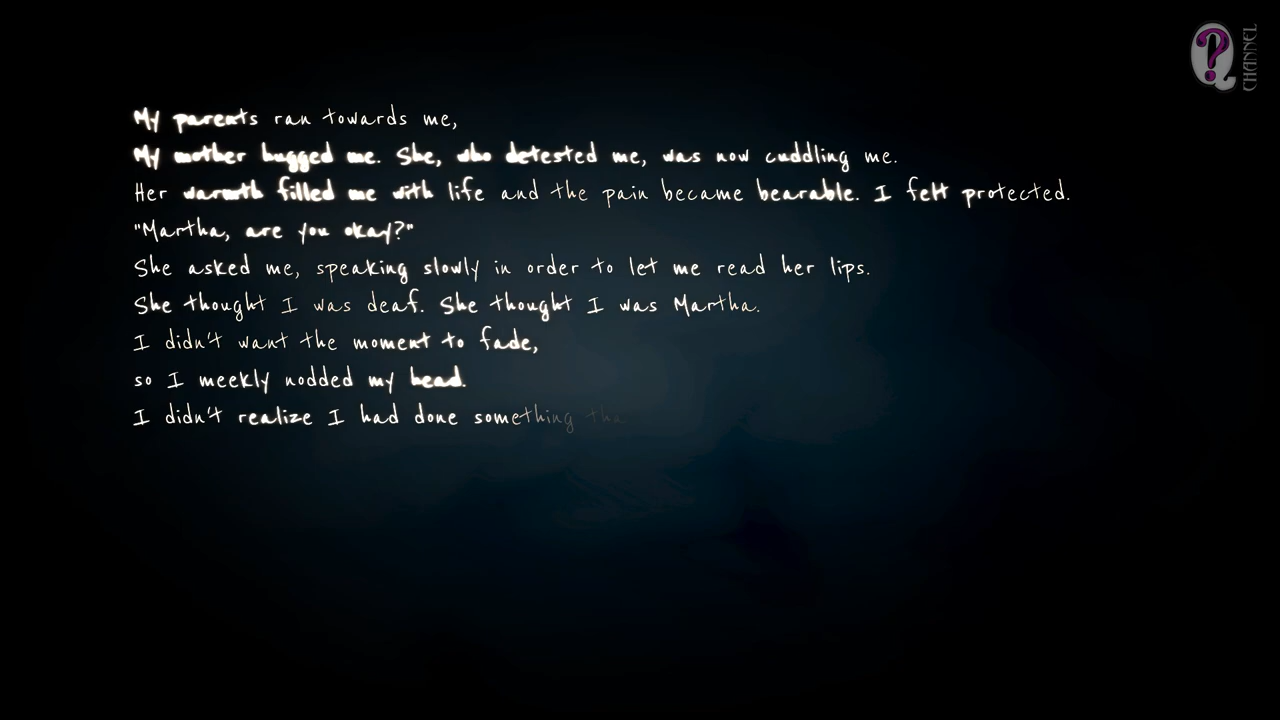 My parents ran towards me,
My mother hugged me. She, who detested me, was now cuddling me.
Her warmth filled me with life and the pain became bearable. I felt protected.
"Martha, are you okay?"
She asked me, speaking slowly in order to let me read her lips.
She thought I was deaf. She thought I was Martha.
I didn't want the moment to fade,
so I meekly nodded my head.
I didn't realize I had done something tha
Q?
CHANNEL